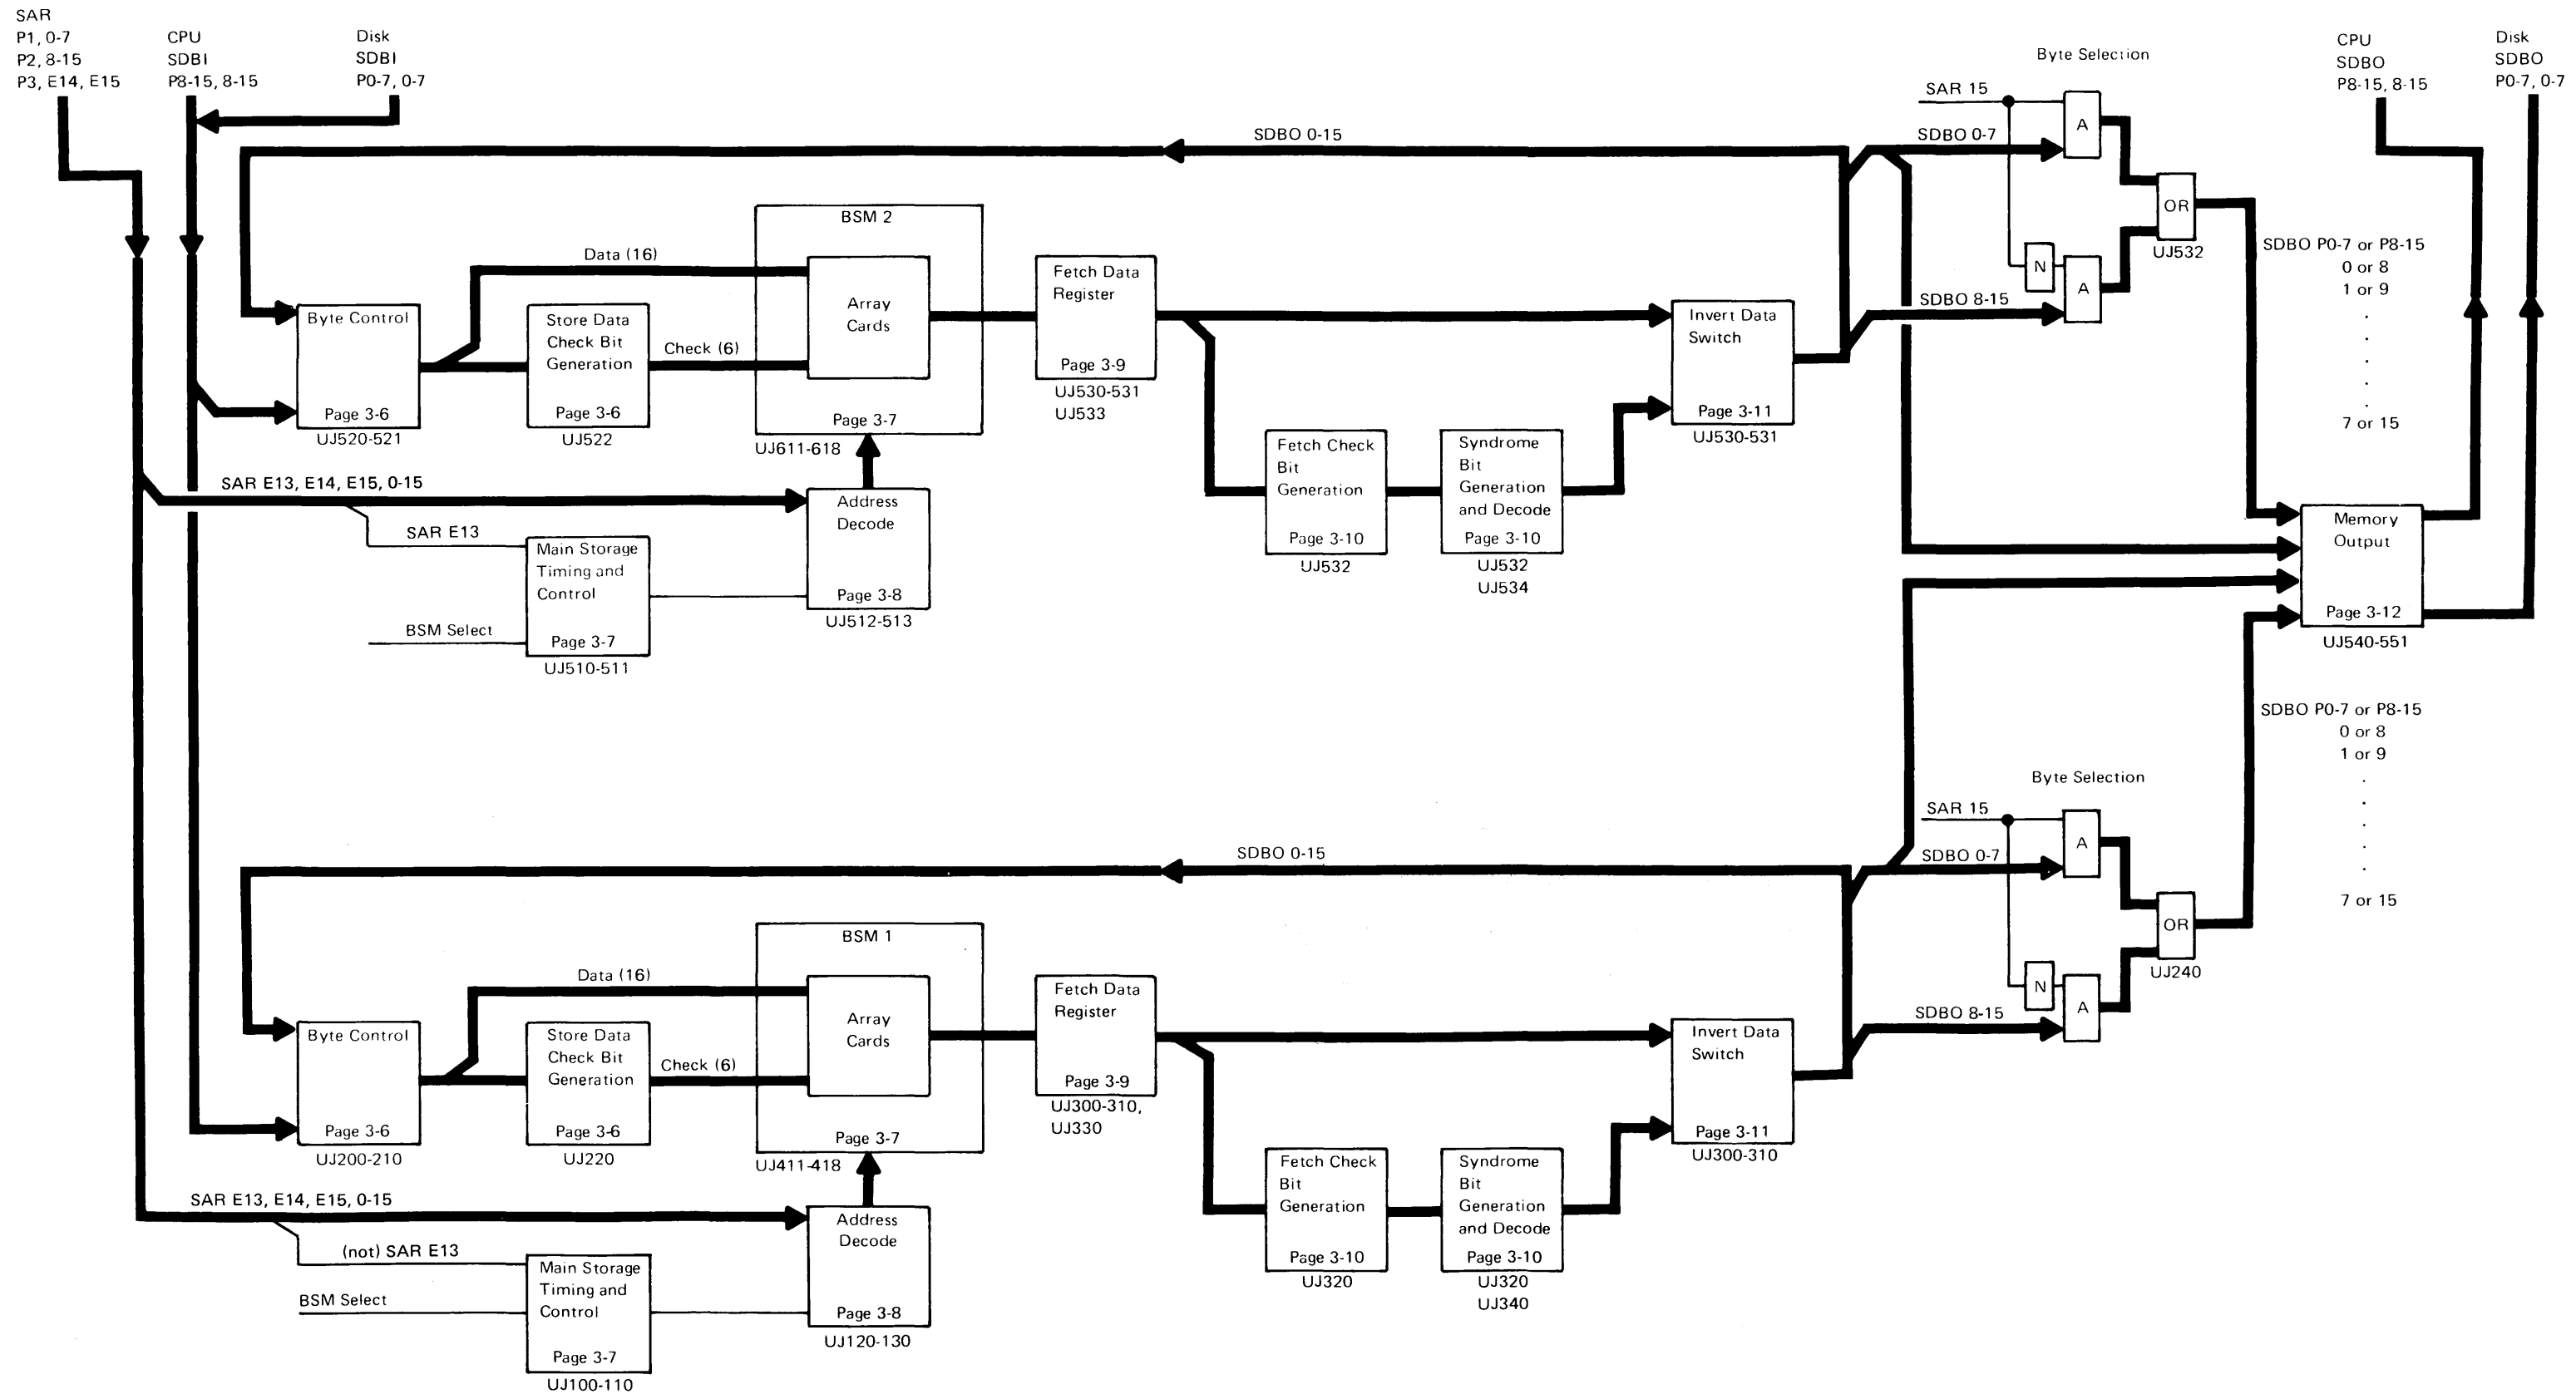 SAR
P1, 0-7
P2, 8-15
P3, E14, E15
CPU
SDBI
P8-15, 8-15
Disk
SDBI
P0-7, 0-7
Byte Selection
CPU
SDBO
P8-15, 8-15
Disk
SDBO
P0-7, 0-7
SAR 15
SDBO 0-15
SDBO 0-7
A
OR
UJ532
N
A
SDBO 8-15
SDBO P0-7 or P8-15
0 or 8
1 or 9
.
.
.
.
.
7 or 15
BSM 2
Data (16)
Array
Cards
Check (6)
Page 3-7
UJ611-618
Byte Control
Page 3-6
UJ520-521
Store Data
Check Bit
Generation
Page 3-6
UJ522
Fetch Data
Register
Page 3-9
UJ530-531
UJ533
Invert Data
Switch
Page 3-11
UJ530-531
Fetch Check
Bit
Generation
Page 3-10
UJ532
Syndrome
Bit
Generation
and Decode
Page 3-10
UJ532
UJ534
SAR E13, E14, E15, 0-15
SAR E13
BSM Select
Main Storage
Timing and
Control
Page 3-7
UJ510-511
Address
Decode
Page 3-8
UJ512-513
Memory
Output
Page 3-12
UJ540-551
SDBO P0-7 or P8-15
0 or 8
1 or 9
.
.
.
.
.
7 or 15
Byte Selection
SAR 15
SDBO 0-15
SDBO 0-7
A
OR
UJ240
N
A
SDBO 8-15
BSM 1
Data (16)
Array
Cards
Check (6)
Page 3-7
UJ411-418
Byte Control
Page 3-6
UJ200-210
Store Data
Check Bit
Generation
Page 3-6
UJ220
Fetch Data
Register
Page 3-9
UJ300-310,
UJ330
Invert Data
Switch
Page 3-11
UJ300-310
Fetch Check
Bit
Generation
Page 3-10
UJ320
Syndrome
Bit
Generation
and Decode
Page 3-10
UJ320
UJ340
SAR E13, E14, E15, 0-15
(not) SAR E13
BSM Select
Main Storage
Timing and
Control
Page 3-7
UJ100-110
Address
Decode
Page 3-8
UJ120-130